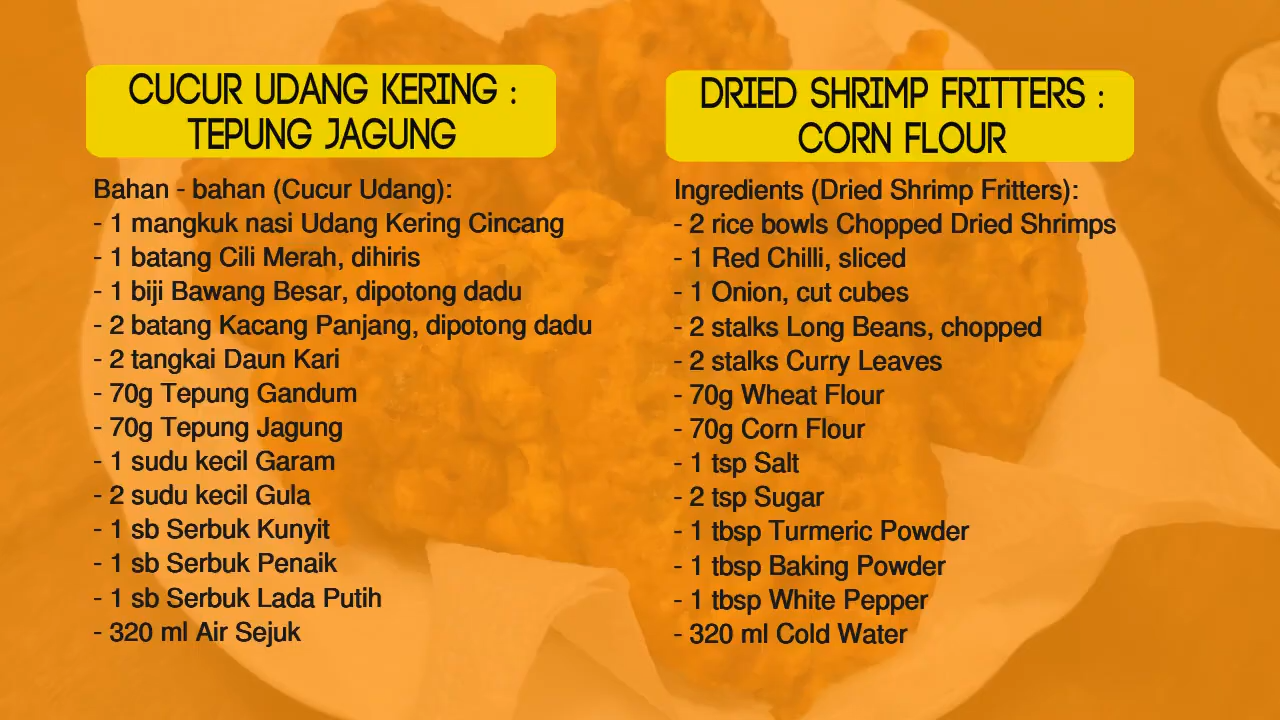 CUCUR UDANG KERING :
TEPUNG JAGUNG
Bahan - bahan (Cucur Udang):
- 1 mangkuk nasi Udang Kering Cincang
- 1 batang Cili Merah, dihiris
- 1 biji Bawang Besar, dipotong dadu
- 2 batang Kacang Panjang, dipotong dadu
- 2 tangkai Daun Kari
- 70g Tepung Gandum
- 70g Tepung Jagung
- 1 sudu kecil Garam
- 2 sudu kecil Gula
- 1 sb Serbuk Kunyit
- 1 sb Serbuk Penaik
- 1 sb Serbuk Lada Putih
- 320 ml Air Sejuk
DRIED SHRIMP FRITTERS :
CORN FLOUR
Ingredients (Dried Shrimp Fritters):
- 2 rice bowls Chopped Dried Shrimps
- 1 Red Chilli, sliced
- 1 Onion, cut cubes
- 2 stalks Long Beans, chopped
- 2 stalks Curry Leaves
- 70g Wheat Flour
- 70g Corn Flour
- 1 tsp Salt
- 2 tsp Sugar
- 1 tbsp Turmeric Powder
- 1 tbsp Baking Powder
- 1 tbsp White Pepper
- 320 ml Cold Water